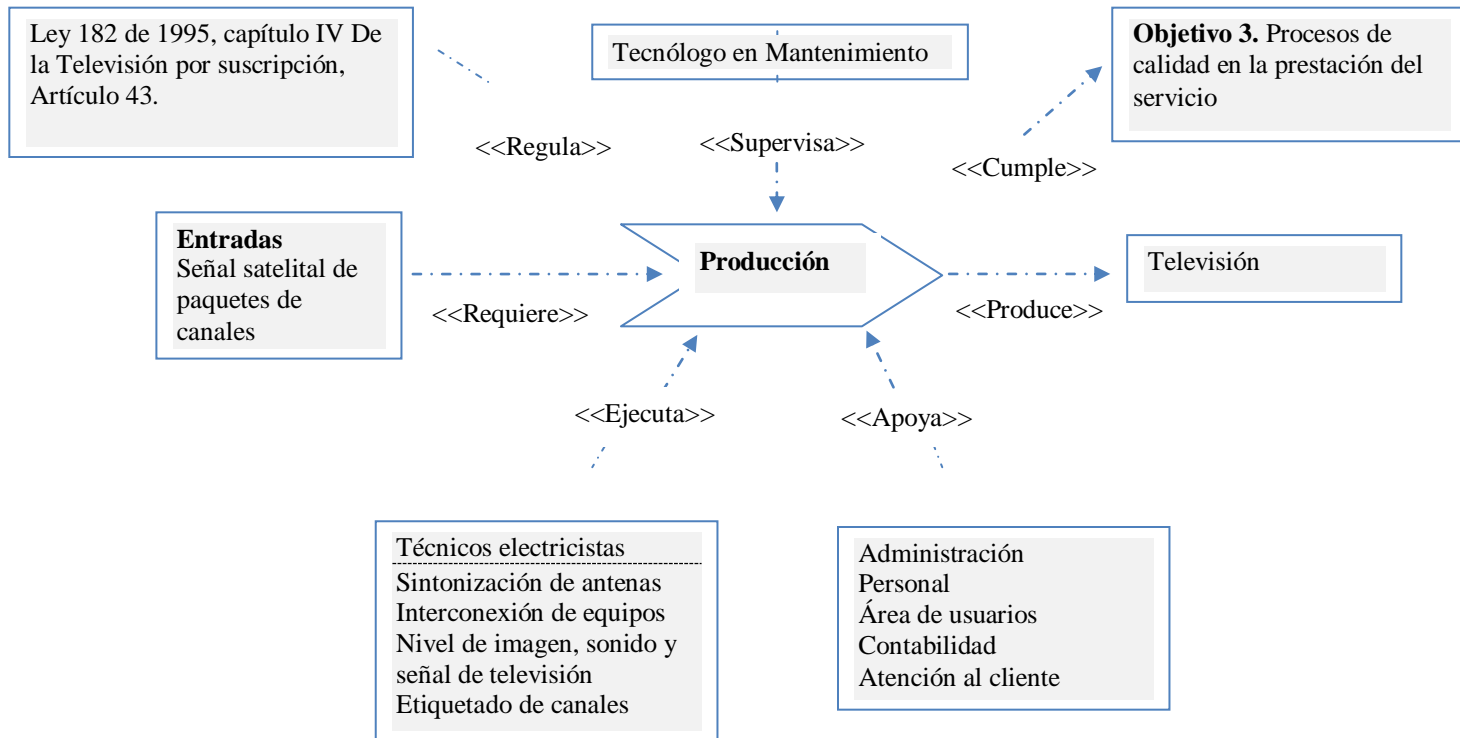 Ley 182 de 1995, capítulo IV De
la Televisión por suscripción,
Artículo 43.
Tecnólogo en Mantenimiento
Objetivo 3. Procesos de
calidad en la prestación del
servicio
<<Regula>>
<<Supervisa>>
<<Cumple>>
Entradas
Señal satelital de
paquetes de
canales
<<Requiere>>
Producción
<<Produce>>
Televisión
<<Ejecuta>>
<<Apoya>>
Técnicos electricistas
Sintonización de antenas
Interconexión de equipos
Nivel de imagen, sonido y
señal de televisión
Etiquetado de canales
Administración
Personal
Área de usuarios
Contabilidad
Atención al cliente